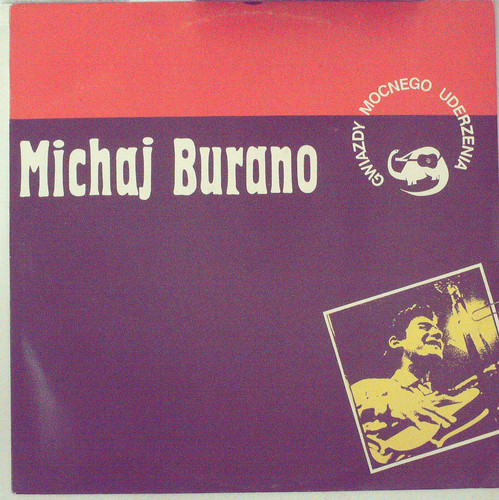 GWIAZDY MOCNEGO UDERZENIA
Michaj Burano